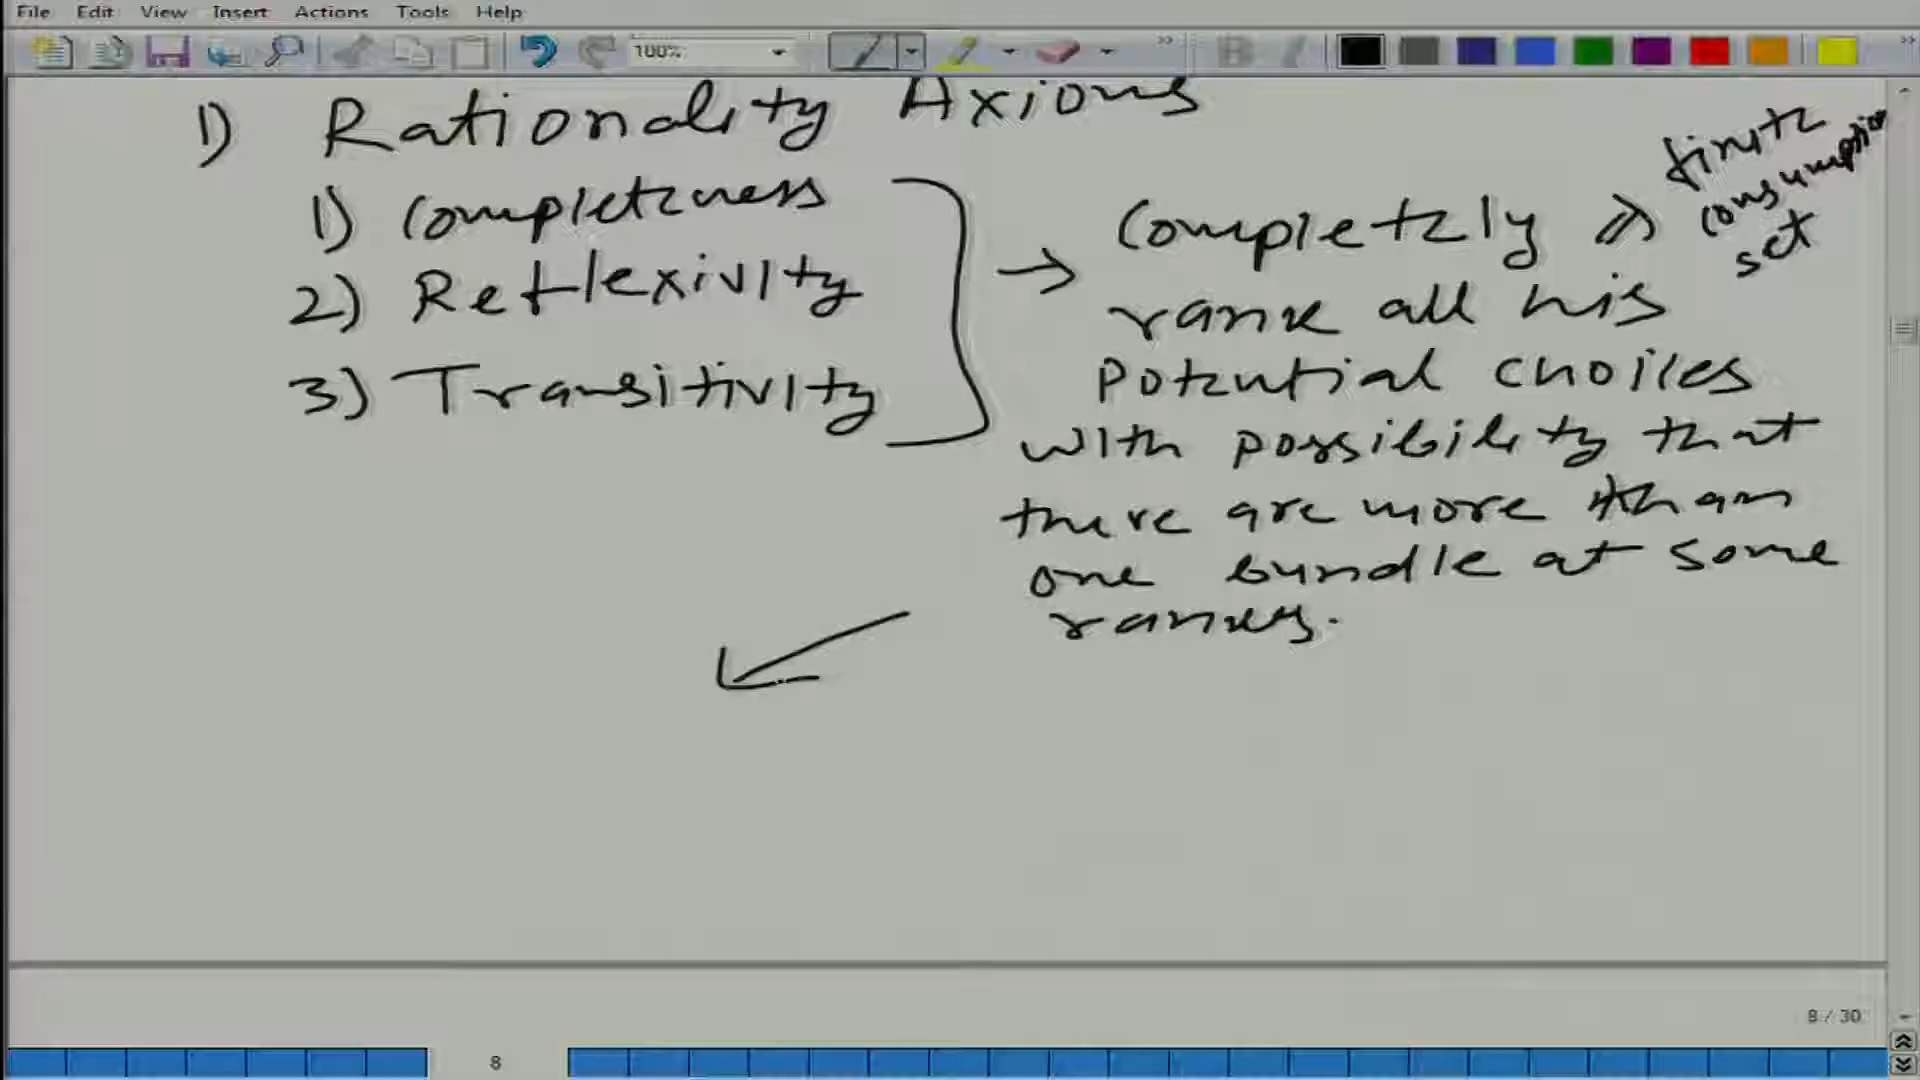 File Edit View Insert Actions Tools Help
100%
1) Rationality Axioms
1) Completeness
2) Reflexivity
3) Transitivity
Completely
rank all his
potential choices
with possibility that
there are more than
one bundle at some
ranks.
finite
consumption
set
8 / 30
8